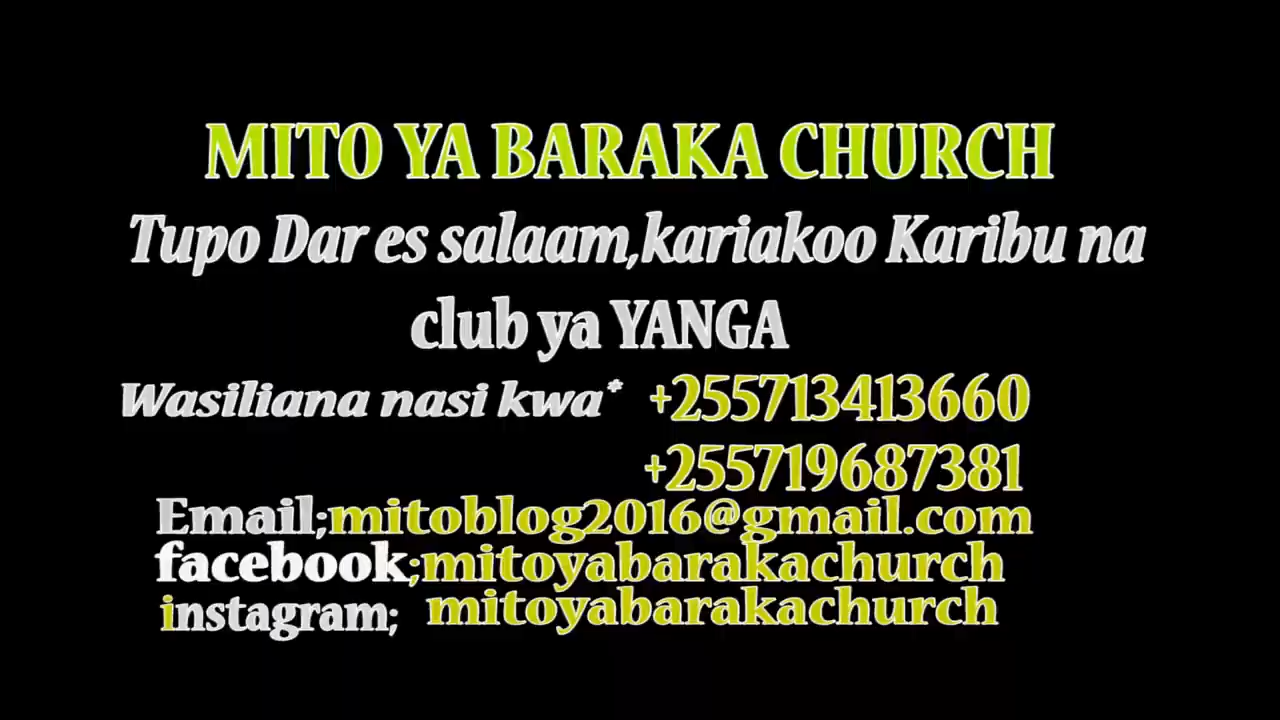 MITO YA BARAKA CHURCH
Tupo Dar es salaam,kariakoo Karibu na
club ya YANGA
Wasiliana nasi kwa* +255713413660
+255719687381
Email;mitoblog2016@gmail.com
facebook;mitoyabarakachurch
instagram; mitoyabarakachurch